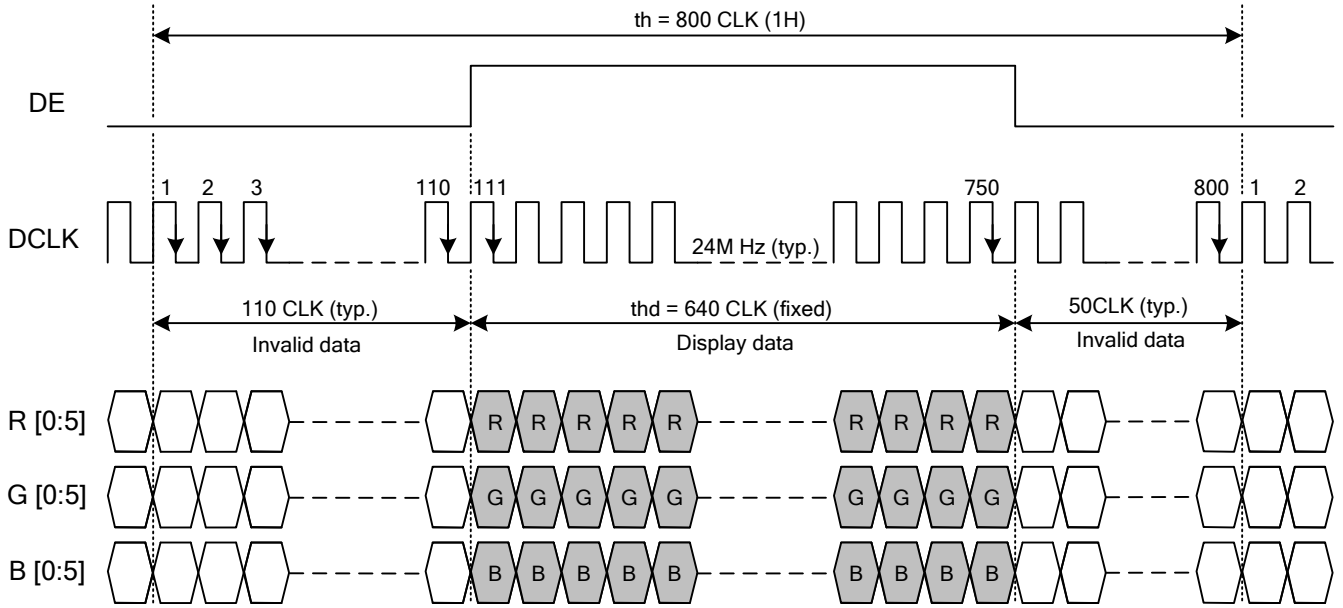 th = 800 CLK (1H)
DE
1 2 3 110 111 750 800 1 2
DCLK
24M Hz (typ.)
110 CLK (typ.) thd = 640 CLK (fixed) 50CLK (typ.)
Invalid data Display data Invalid data
R [0:5] R R R R R R R R R
G [0:5] G G G G G G G G G
B [0:5] B B B B B B B B B